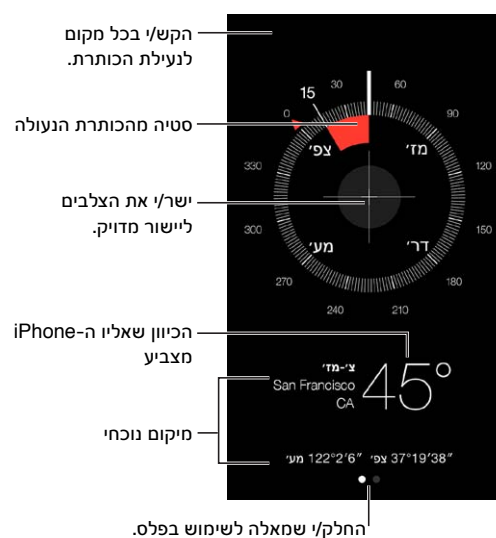 הקש/י בכל מקום
לנעילת הכותרת.
סטיה מהכותרת הנעולה
ישר/י את הצלבים
ליישור מדויק.
הכיוון שאליו ה-iPhone
מצביע
מיקום נוכחי
החלק/י שמאלה לשימוש בפלס.
15
0
30
60
90
120
150
180
210
240
270
300
330
צפ׳
מז׳
מע׳
דר׳
צ׳-מז׳
San Francisco
CA
45°
37°19′38″ צפ׳ 122°2′6″ מע׳